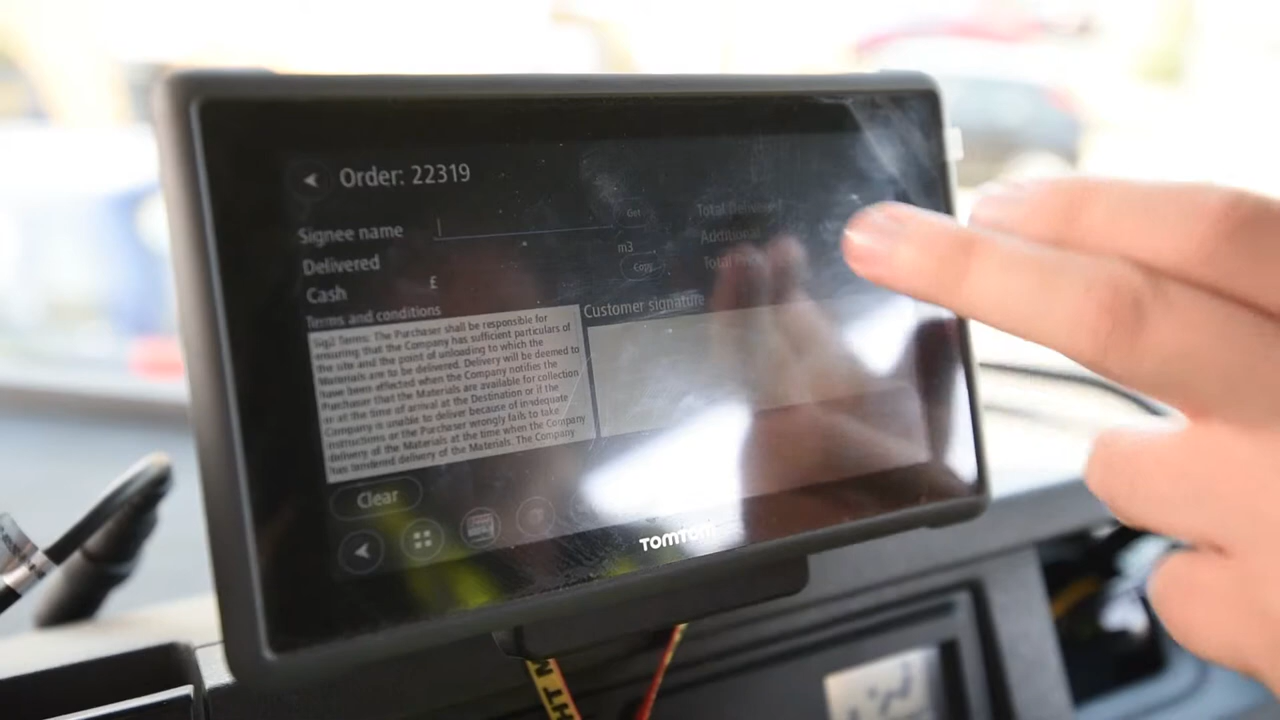 Order: 22319
Signee name
Get
Total Delivered
Delivered
m3
Additional
Cash
£
Copy
Total Price
Terms and conditions
Customer signature
Sig2 Terms: The Purchaser shall be responsible for
ensuring that the Company has sufficient particulars of
the site and the point of unloading to which the
Materials are to be delivered. Delivery will be deemed to
have been effected when the Company notifies the
Purchaser that the Materials are available for collection
or at the time of arrival at the Destination or if the
Company is unable to deliver because of inadequate
instructions or the Purchaser wrongly fails to take
delivery of the Materials at the time when the Company
has tendered delivery of the Materials. The Company
Clear
TOMTOM
HT M